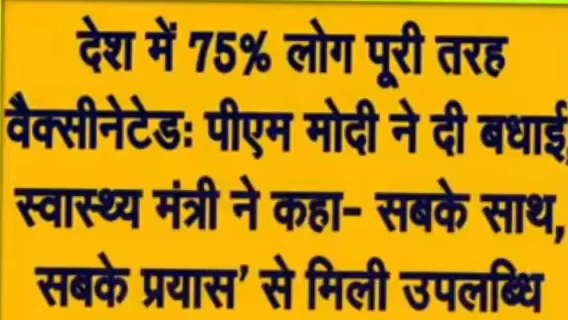 देश में 75% लोग पूरी तरह
वैक्सीनेटेडः पीएम मोदी ने दी बधाई,
स्वास्थ्य मंत्री ने कहा- सबके साथ,
सबके प्रयास’ से मिली उपलब्धि